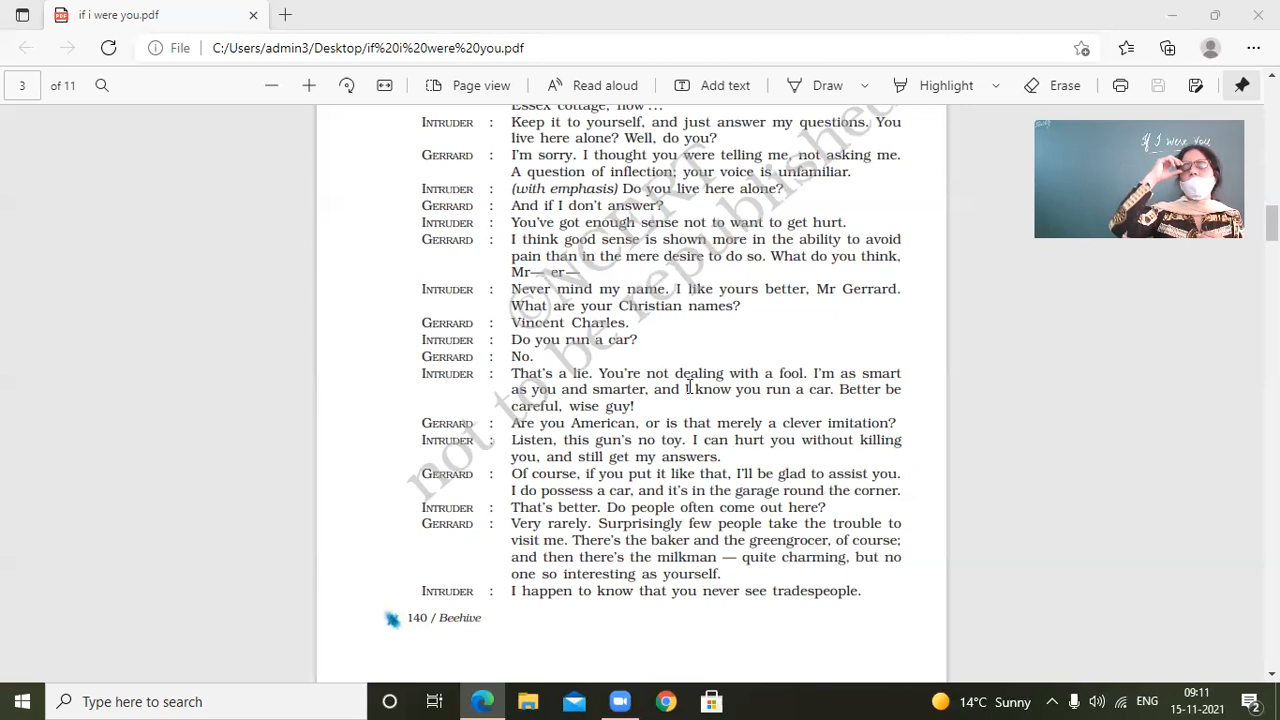 if i were you.pdf
File
C:/Users/admin3/Desktop/if%20i%20were%20you.pdf
3 of 11
Page view
Read aloud
Add text
Draw
Highlight
Erase
Essex cottage, now ...
INTRUDER : Keep it to yourself, and just answer my questions. You
live here alone? Well, do you?
GERRARD : I'm sorry. I thought you were telling me, not asking me.
A question of inflection; your voice is unfamiliar.
INTRUDER : (with emphasis) Do you live here alone?
GERRARD : And if I don't answer?
INTRUDER : You've got enough sense not to want to get hurt.
GERRARD : I think good sense is shown more in the ability to avoid
pain than in the mere desire to do so. What do you think,
Mr— er—
INTRUDER : Never mind my name. I like yours better, Mr Gerrard.
What are your Christian names?
GERRARD : Vincent Charles.
INTRUDER : Do you run a car?
GERRARD : No.
INTRUDER : That's a lie. You're not dealing with a fool. I'm as smart
as you and smarter, and I know you run a car. Better be
careful, wise guy!
GERRARD : Are you American, or is that merely a clever imitation?
INTRUDER : Listen, this gun's no toy. I can hurt you without killing
you, and still get my answers.
GERRARD : Of course, if you put it like that, I'll be glad to assist you.
I do possess a car, and it's in the garage round the corner.
INTRUDER : That's better. Do people often come out here?
GERRARD : Very rarely. Surprisingly few people take the trouble to
visit me. There's the baker and the greengrocer, of course;
and then there's the milkman — quite charming, but no
one so interesting as yourself.
INTRUDER : I happen to know that you never see tradespeople.
140 / Beehive
©NCERT
not to be republished
If I were you
Type here to search
14°C Sunny
ENG
09:11
15-11-2021
2